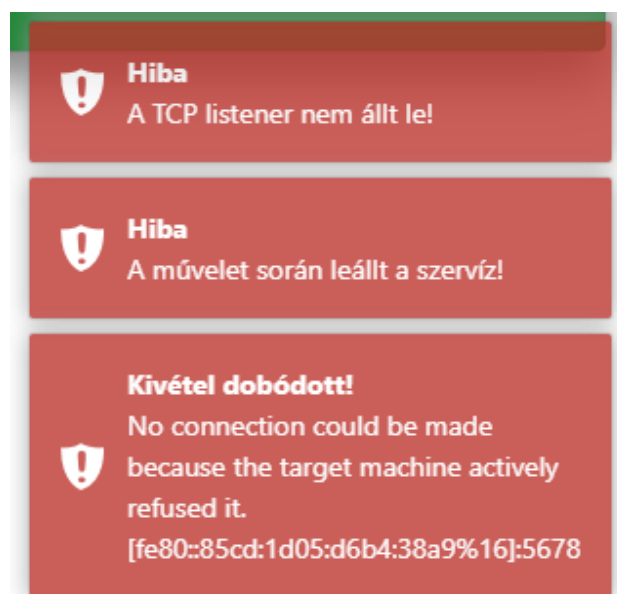 Hiba
A TCP listener nem állt le!
Hiba
A művelet során leállt a szervíz!
Kivétel dobódott!
No connection could be made
because the target machine actively
refused it.
[fe80::85cd:1d05:d6b4:38a9%16]:5678